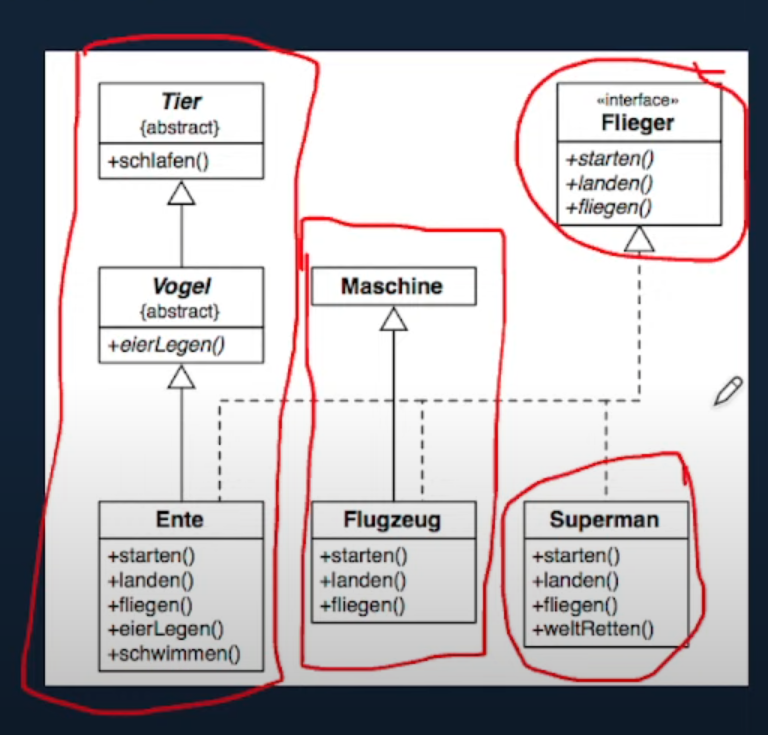 Tier
{abstract}
+schlafen()
«interface»
Flieger
+starten()
+landen()
+fliegen()
Vogel
{abstract}
+eierLegen()
Maschine
Ente
+starten()
+landen()
+fliegen()
+eierLegen()
+schwimmen()
Flugzeug
+starten()
+landen()
+fliegen()
Superman
+starten()
+landen()
+fliegen()
+weltRetten()